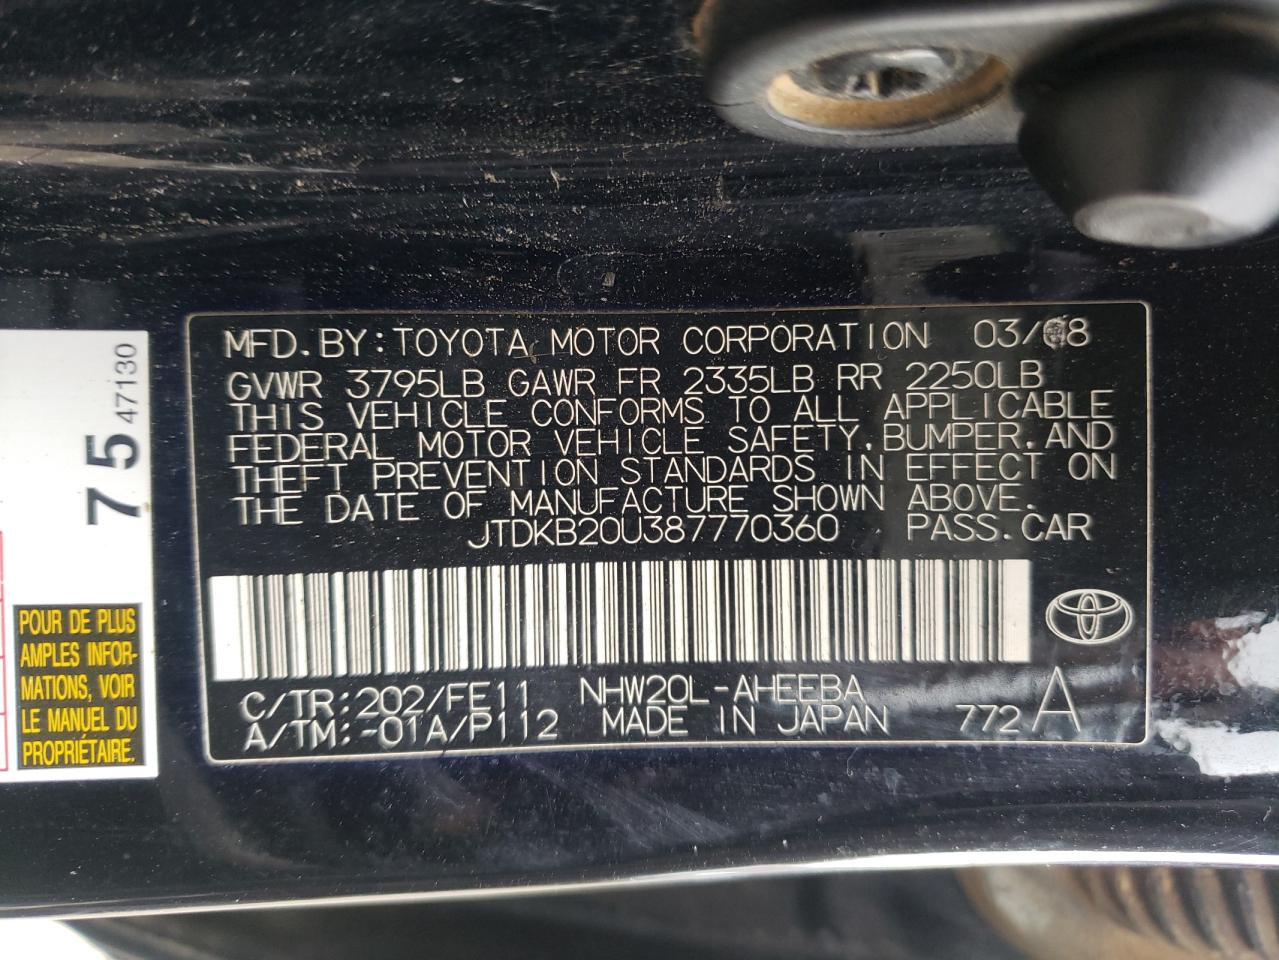 MFD. BY: TOYOTA MOTOR CORPORATION 03/08
GVWR 3795LB GAWR FR 2335LB RR 2250LB
THIS VEHICLE CONFORMS TO ALL APPLICABLE
FEDERAL MOTOR VEHICLE SAFETY, BUMPER, AND
THEFT PREVENTION STANDARDS IN EFFECT ON
THE DATE OF MANUFACTURE SHOWN ABOVE.
JTDKB20U387770360 PASS. CAR
C/TR: 202/FE11 NHW20L-AHEEBA
A/TM: -01A/P112 MADE IN JAPAN 772 A
75 47130
POUR DE PLUS
AMPLES INFOR-
MATIONS, VOIR
LE MANUEL DU
PROPRIÉTAIRE.